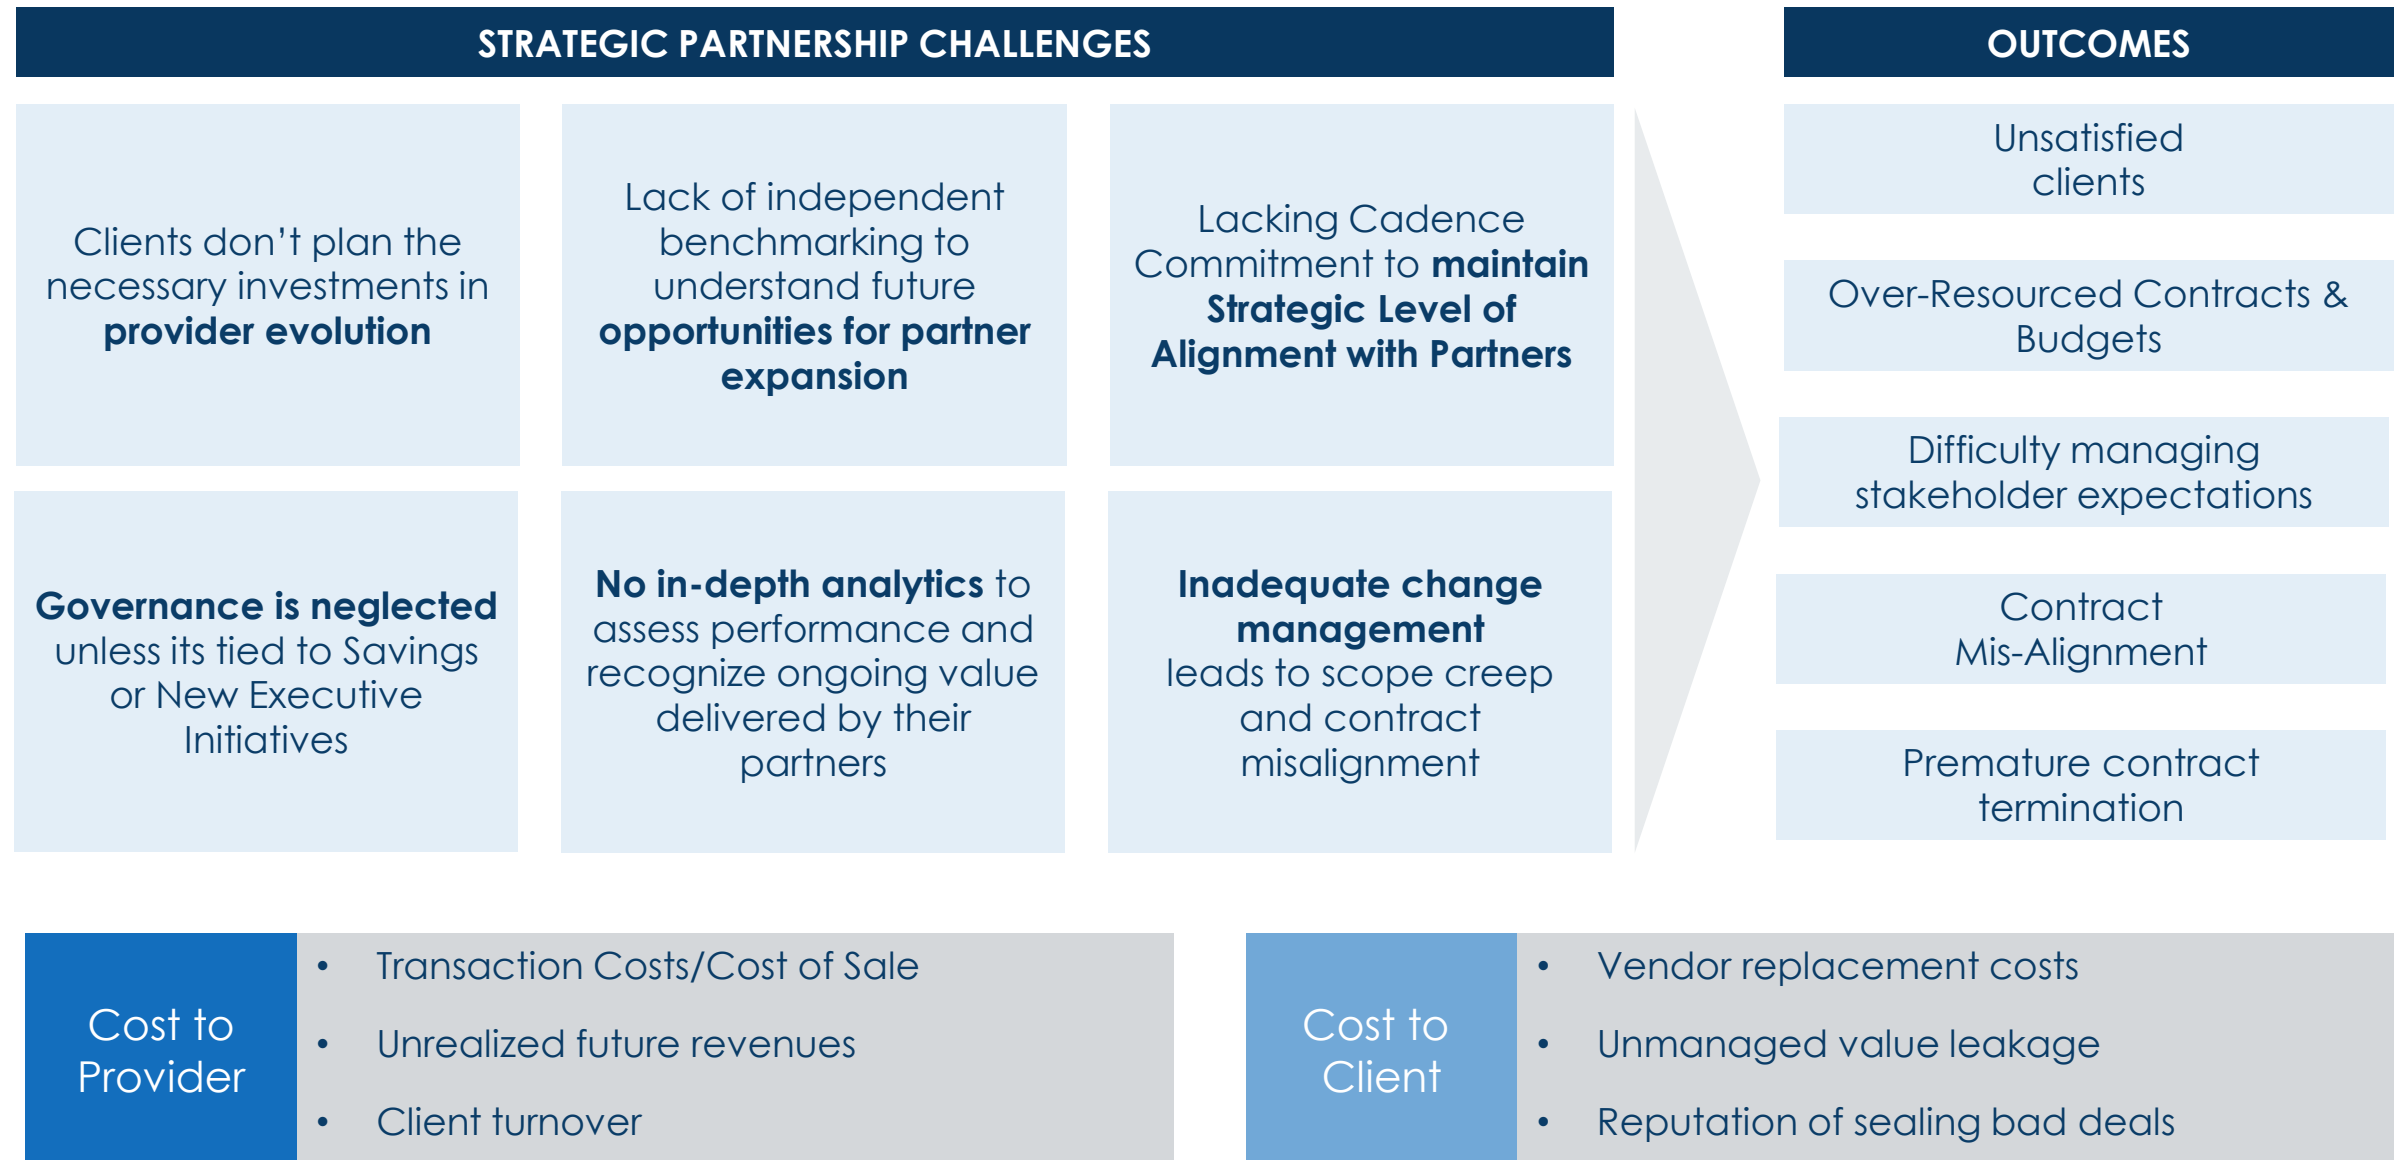 STRATEGIC PARTNERSHIP CHALLENGES
Clients don’t plan the
necessary investments in
provider evolution
Lack of independent
benchmarking to
understand future
opportunities for partner
expansion
Lacking Cadence
Commitment to maintain
Strategic Level of
Alignment with Partners
Governance is neglected
unless its tied to Savings
or New Executive
Initiatives
No in-depth analytics to
assess performance and
recognize ongoing value
delivered by their
partners
Inadequate change
management
leads to scope creep
and contract
misalignment
OUTCOMES
Unsatisfied
clients
Over-Resourced Contracts &
Budgets
Difficulty managing
stakeholder expectations
Contract
Mis-Alignment
Premature contract
termination
Cost to
Provider
• Transaction Costs/Cost of Sale
• Unrealized future revenues
• Client turnover
Cost to
Client
• Vendor replacement costs
• Unmanaged value leakage
• Reputation of sealing bad deals